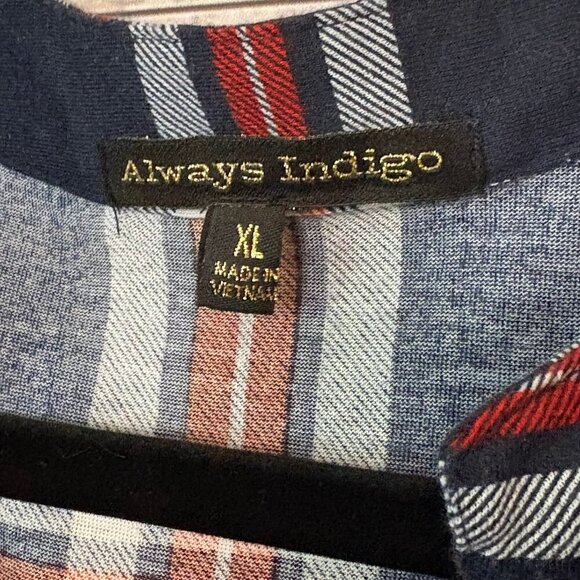 Always Indigo
XL
MADE IN
VIETNAM